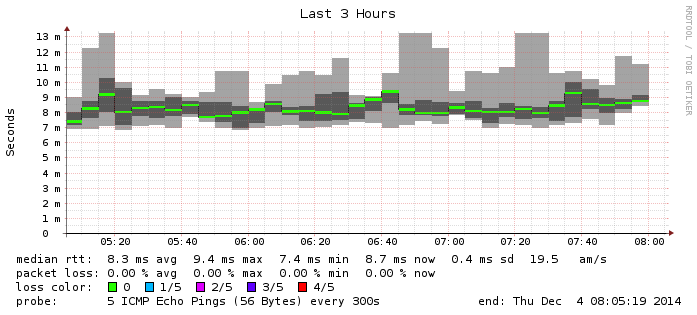 Last 3 Hours
RRDTOOL / TOBI OETIKER
Seconds
13 m
12 m
11 m
10 m
9 m
8 m
7 m
6 m
5 m
4 m
3 m
2 m
1 m
0
05:20 05:40 06:00 06:20 06:40 07:00 07:20 07:40 08:00
median rtt: 8.3 ms avg 9.4 ms max 7.4 ms min 8.7 ms now 0.4 ms sd 19.5 am/s
packet loss: 0.00 % avg 0.00 % max 0.00 % min 0.00 % now
loss color: 0 1/5 2/5 3/5 4/5
probe: 5 ICMP Echo Pings (56 Bytes) every 300s end: Thu Dec 4 08:05:19 2014